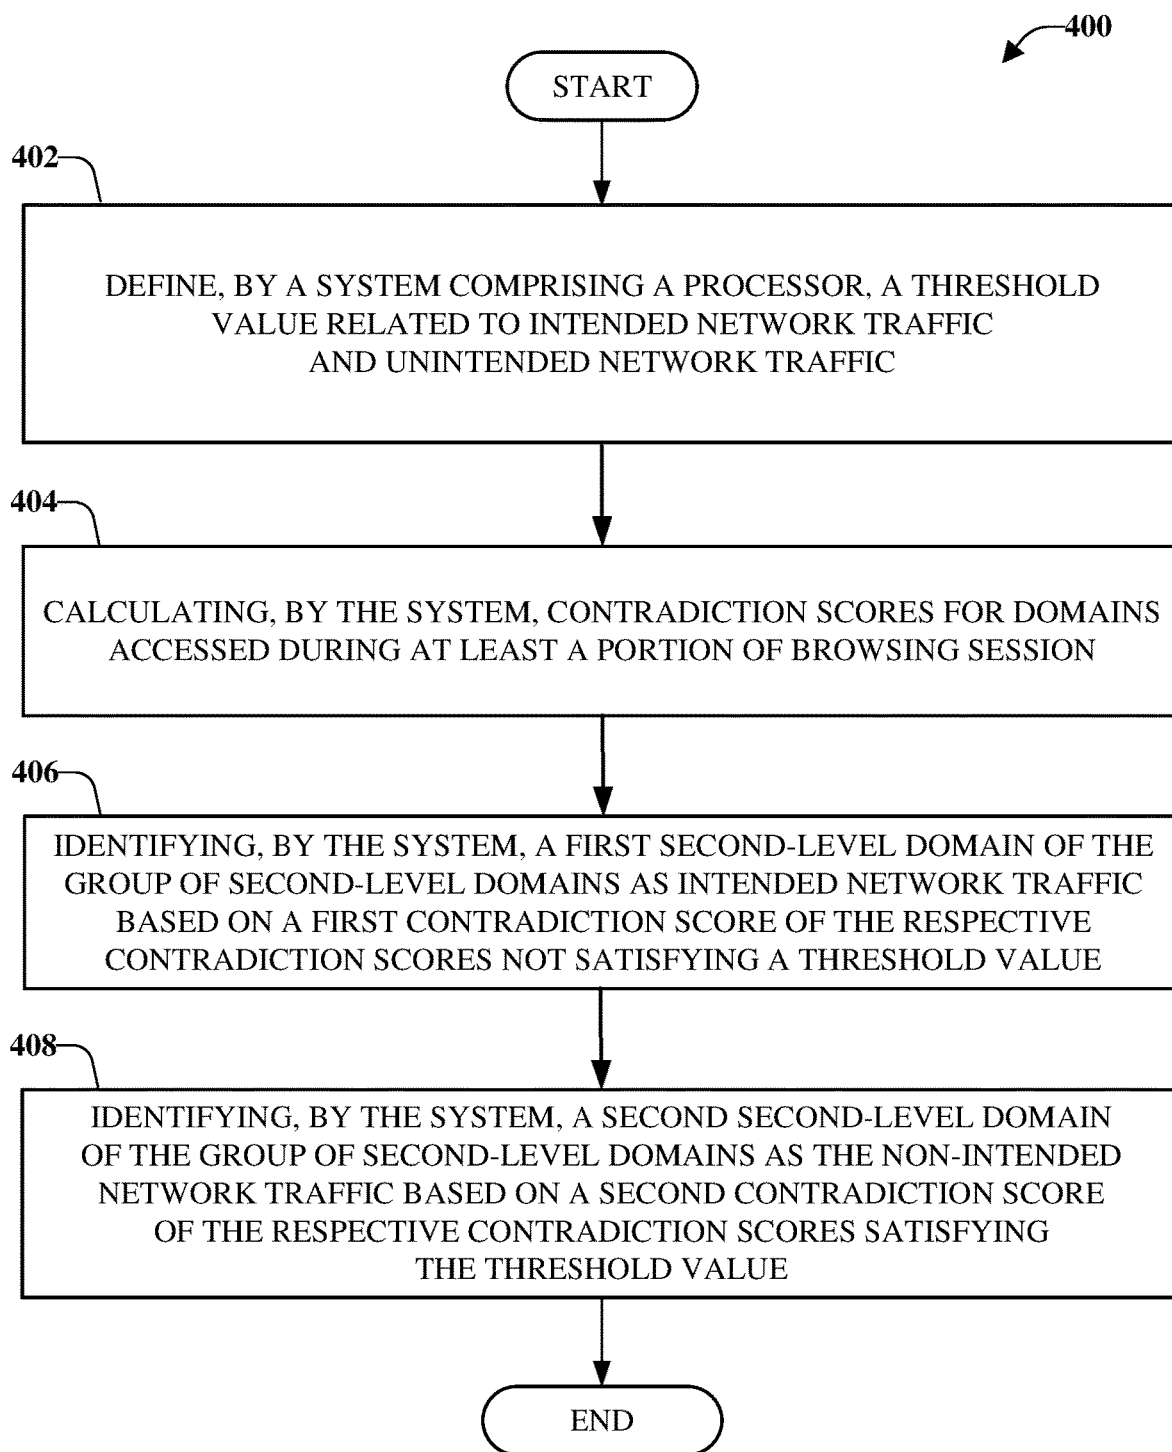 400
START
402
DEFINE, BY A SYSTEM COMPRISING A PROCESSOR, A THRESHOLD
VALUE RELATED TO INTENDED NETWORK TRAFFIC
AND UNINTENDED NETWORK TRAFFIC
404
CALCULATING, BY THE SYSTEM, CONTRADICTION SCORES FOR DOMAINS
ACCESSED DURING AT LEAST A PORTION OF BROWSING SESSION
406
IDENTIFYING, BY THE SYSTEM, A FIRST SECOND-LEVEL DOMAIN OF THE
GROUP OF SECOND-LEVEL DOMAINS AS INTENDED NETWORK TRAFFIC
BASED ON A FIRST CONTRADICTION SCORE OF THE RESPECTIVE
CONTRADICTION SCORES NOT SATISFYING A THRESHOLD VALUE
408
IDENTIFYING, BY THE SYSTEM, A SECOND SECOND-LEVEL DOMAIN
OF THE GROUP OF SECOND-LEVEL DOMAINS AS THE NON-INTENDED
NETWORK TRAFFIC BASED ON A SECOND CONTRADICTION SCORE
OF THE RESPECTIVE CONTRADICTION SCORES SATISFYING
THE THRESHOLD VALUE
END